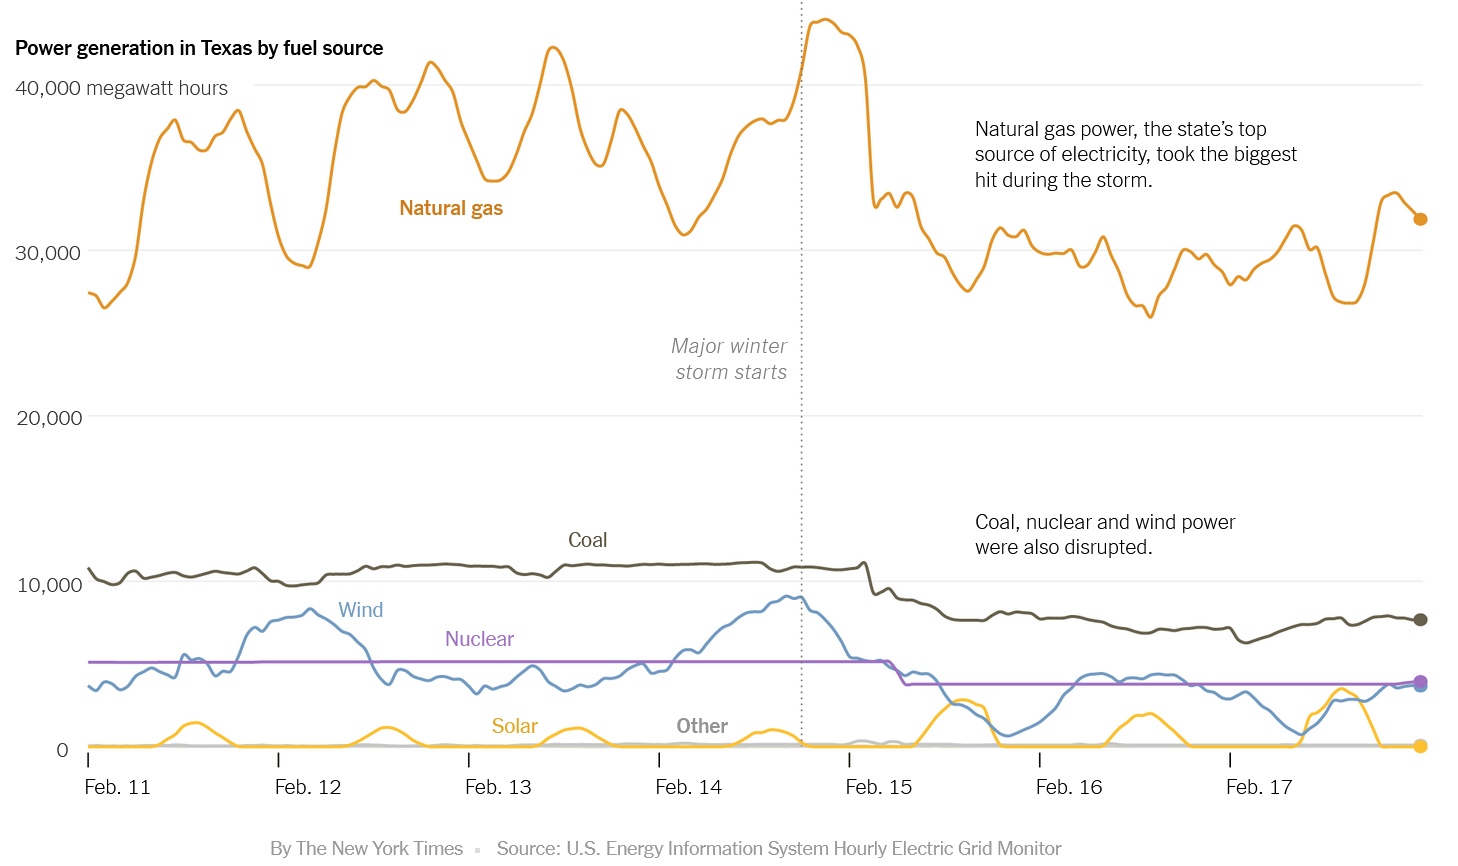 Power generation in Texas by fuel source
40,000 megawatt hours
Natural gas power, the state's top
source of electricity, took the biggest
hit during the storm.
Natural gas
30,000
Major winter
storm starts
20,000
Coal, nuclear and wind power
were also disrupted.
Coal
10,000
Wind
Nuclear
Solar
Other
0
Feb. 11
Feb. 12
Feb. 13
Feb. 14
Feb. 15
Feb. 16
Feb. 17
By The New York Times ▪ Source: U.S. Energy Information System Hourly Electric Grid Monitor